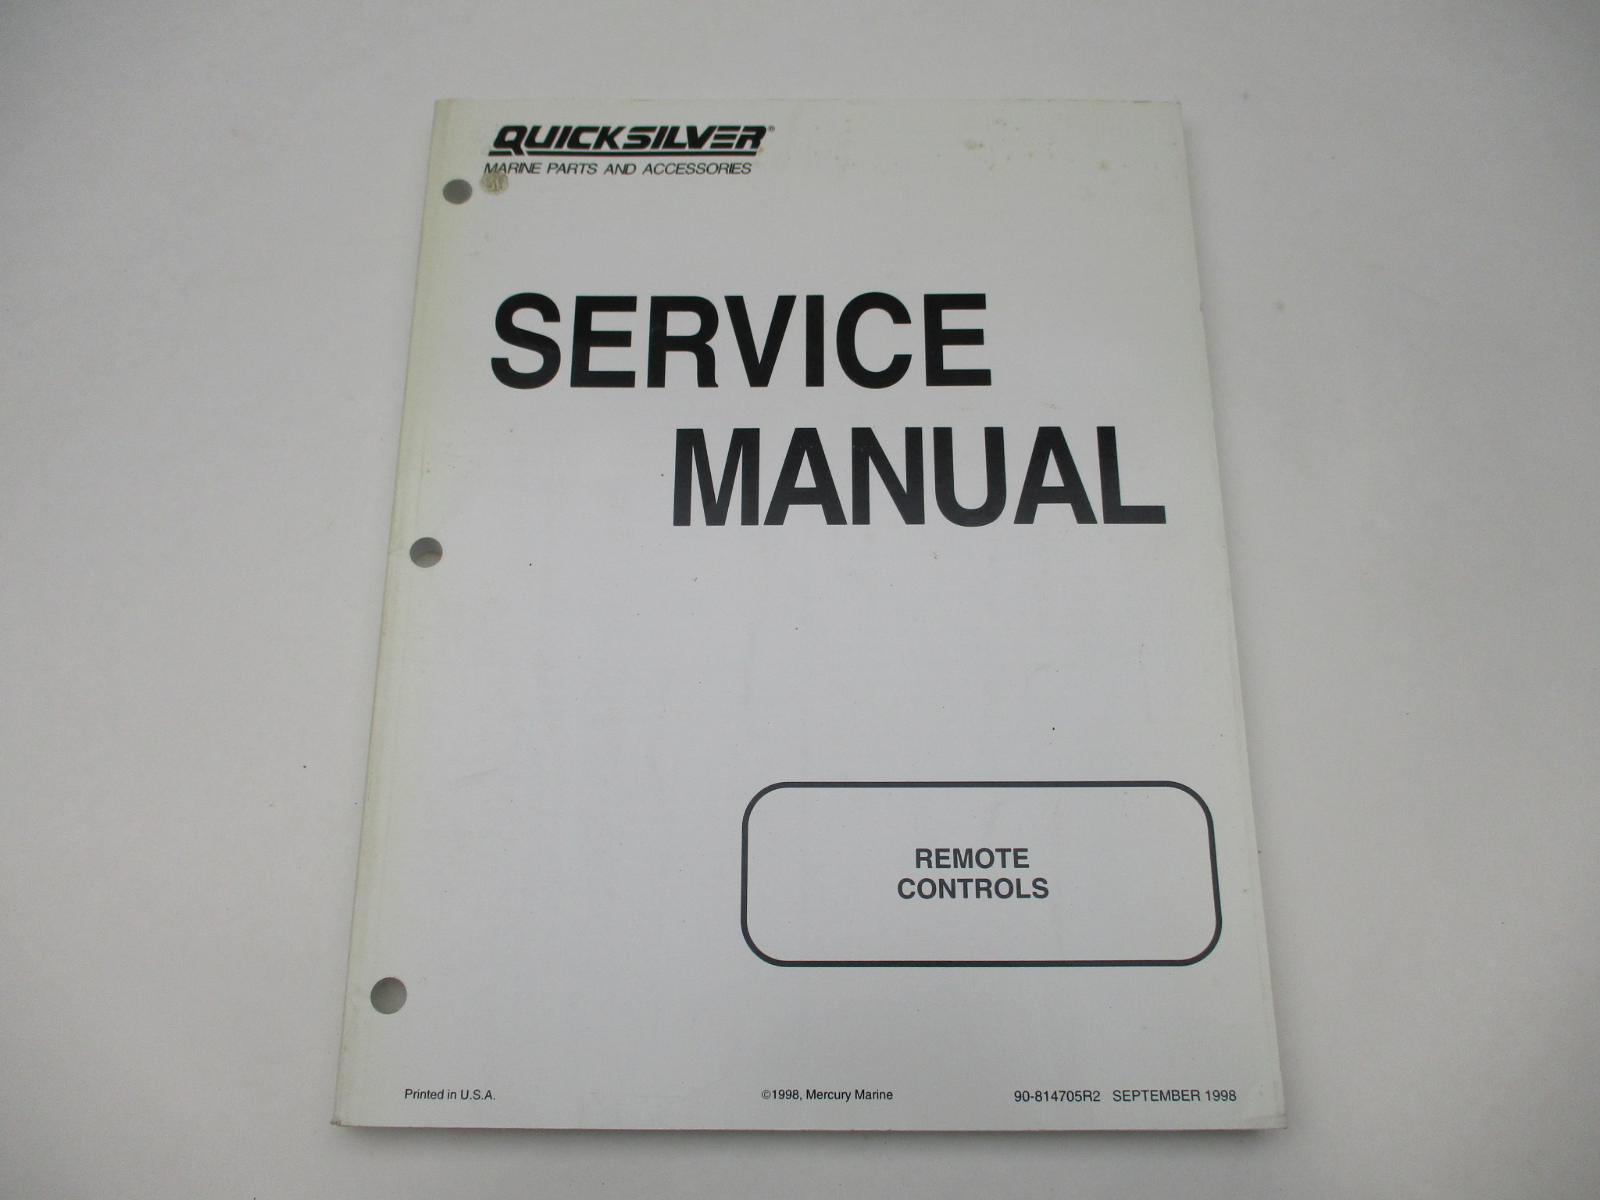 QUICKSILVER®
MARINE PARTS AND ACCESSORIES
SERVICE
MANUAL
REMOTE
CONTROLS
Printed in U.S.A.
©1998, Mercury Marine
90-814705R2 SEPTEMBER 1998